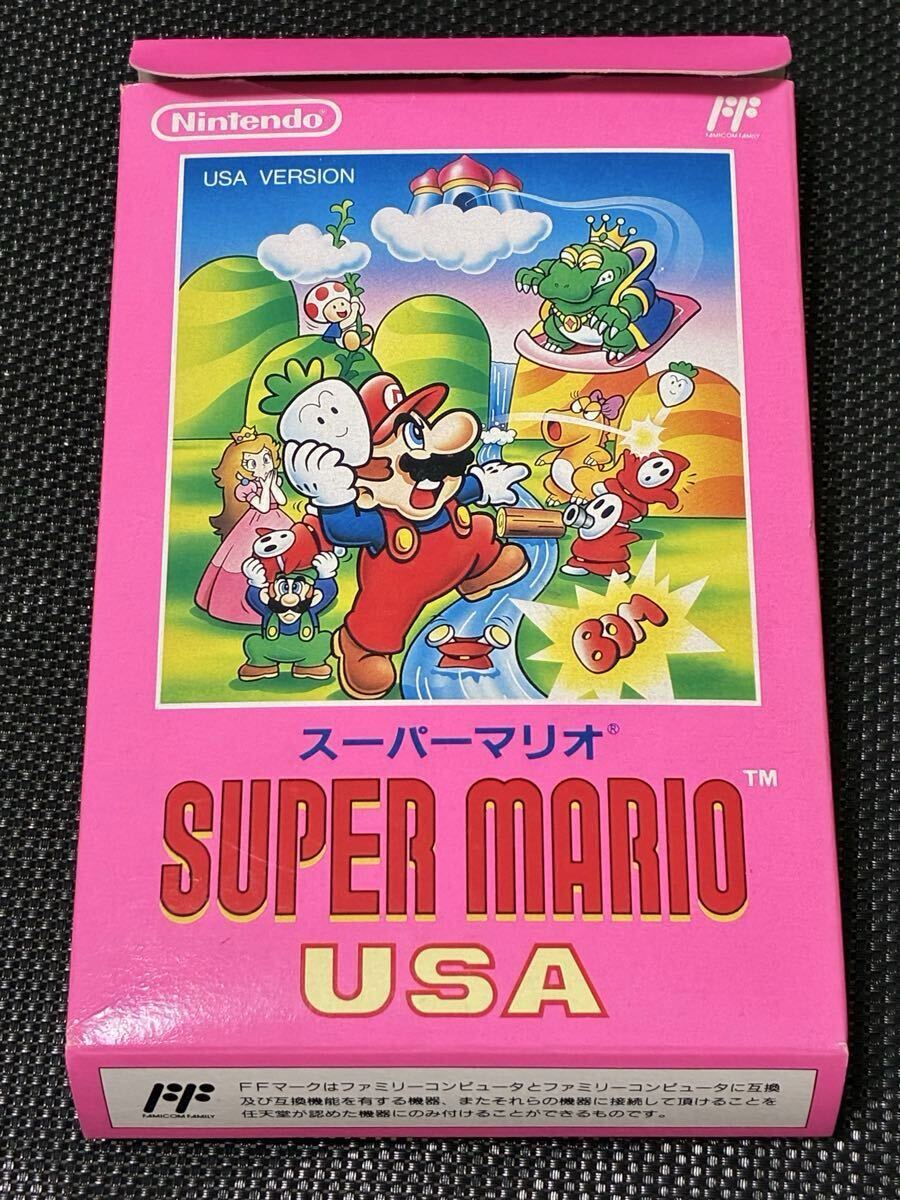 Nintendo®
FF
FAMICOM FAMILY
USA VERSION
BOM
スーパーマリオ®
SUPER MARIO™
USA
FF
FAMICOM FAMILY
FFマークはファミリーコンピュータとファミリーコンピュータに互換
及び互換機能を有する機器、またそれらの機器に接続して頂けることを
任天堂が認めた機器にのみ付けることができるものです。